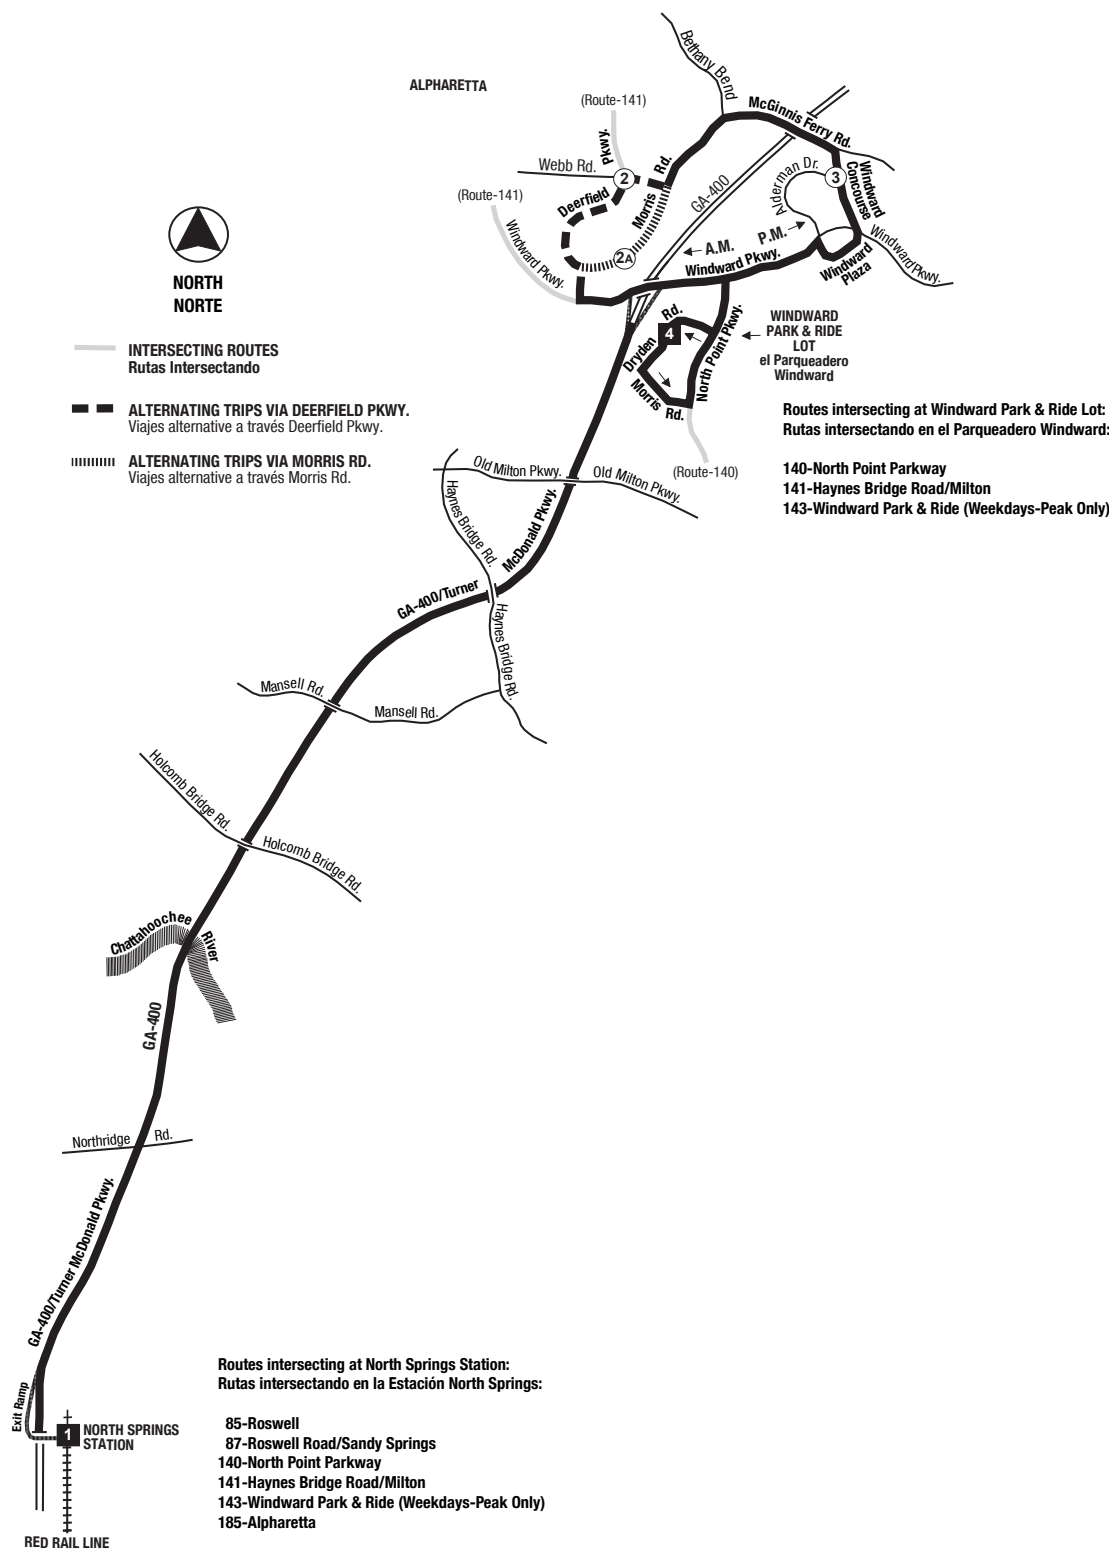 Bethany Bend
ALPHARETTA
(Route-141)
McGinnis Ferry Rd.
Pkwy.
Webb Rd.
2
Rd.
Alderman Dr.
3
Windward
Concourse
(Route-141)
Deerfield
Morris
GA-400
Windward Pkwy.
2A
A.M.
P.M.
Windward Pkwy.
Windward
Plaza
Windward Pkwy.
NORTH
NORTE
Rd.
4
Dryden
North Point Pkwy.
Morris
Rd.
WINDWARD
PARK & RIDE
LOT
el Parqueadero
Windward
INTERSECTING ROUTES
Rutas Intersectando
ALTERNATING TRIPS VIA DEERFIELD PKWY.
Viajes alternative a través Deerfield Pkwy.
ALTERNATING TRIPS VIA MORRIS RD.
Viajes alternative a través Morris Rd.
Routes intersecting at Windward Park & Ride Lot:
Rutas intersectando en el Parqueadero Windward:
140-North Point Parkway
141-Haynes Bridge Road/Milton
143-Windward Park & Ride (Weekdays-Peak Only)
(Route-140)
Old Milton Pkwy.
Old Milton Pkwy.
Haynes Bridge Rd.
McDonald Pkwy.
GA-400/Turner
Haynes Bridge Rd.
Mansell Rd.
Mansell Rd.
Holcomb Bridge Rd.
Holcomb Bridge Rd.
Chattahoochee
River
GA-400
Northridge Rd.
GA-400/Turner McDonald Pkwy.
Exit Ramp
1
NORTH SPRINGS
STATION
RED RAIL LINE
Routes intersecting at North Springs Station:
Rutas intersectando en la Estación North Springs:
85-Roswell
87-Roswell Road/Sandy Springs
140-North Point Parkway
141-Haynes Bridge Road/Milton
143-Windward Park & Ride (Weekdays-Peak Only)
185-Alpharetta